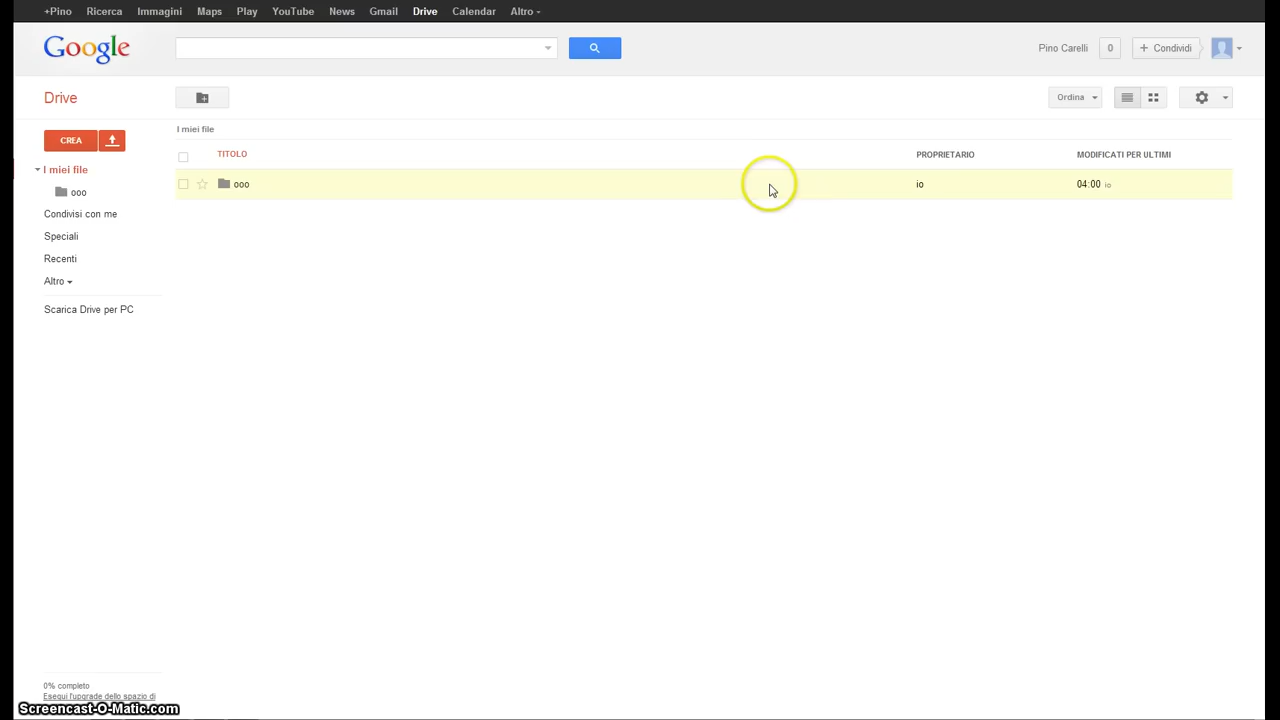 +Pino Ricerca Immagini Maps Play YouTube News Gmail Drive Calendar Altro
Google
Pino Carelli 0 + Condividi
Drive
Ordina
I miei file
CREA
TITOLO PROPRIETARIO MODIFICATI PER ULTIMI
I miei file
ooo io 04:00 io
ooo
Condivisi con me
Speciali
Recenti
Altro
Scarica Drive per PC
0% completo
Esegui l'upgrade dello spazio di
Screencast-O-Matic.com